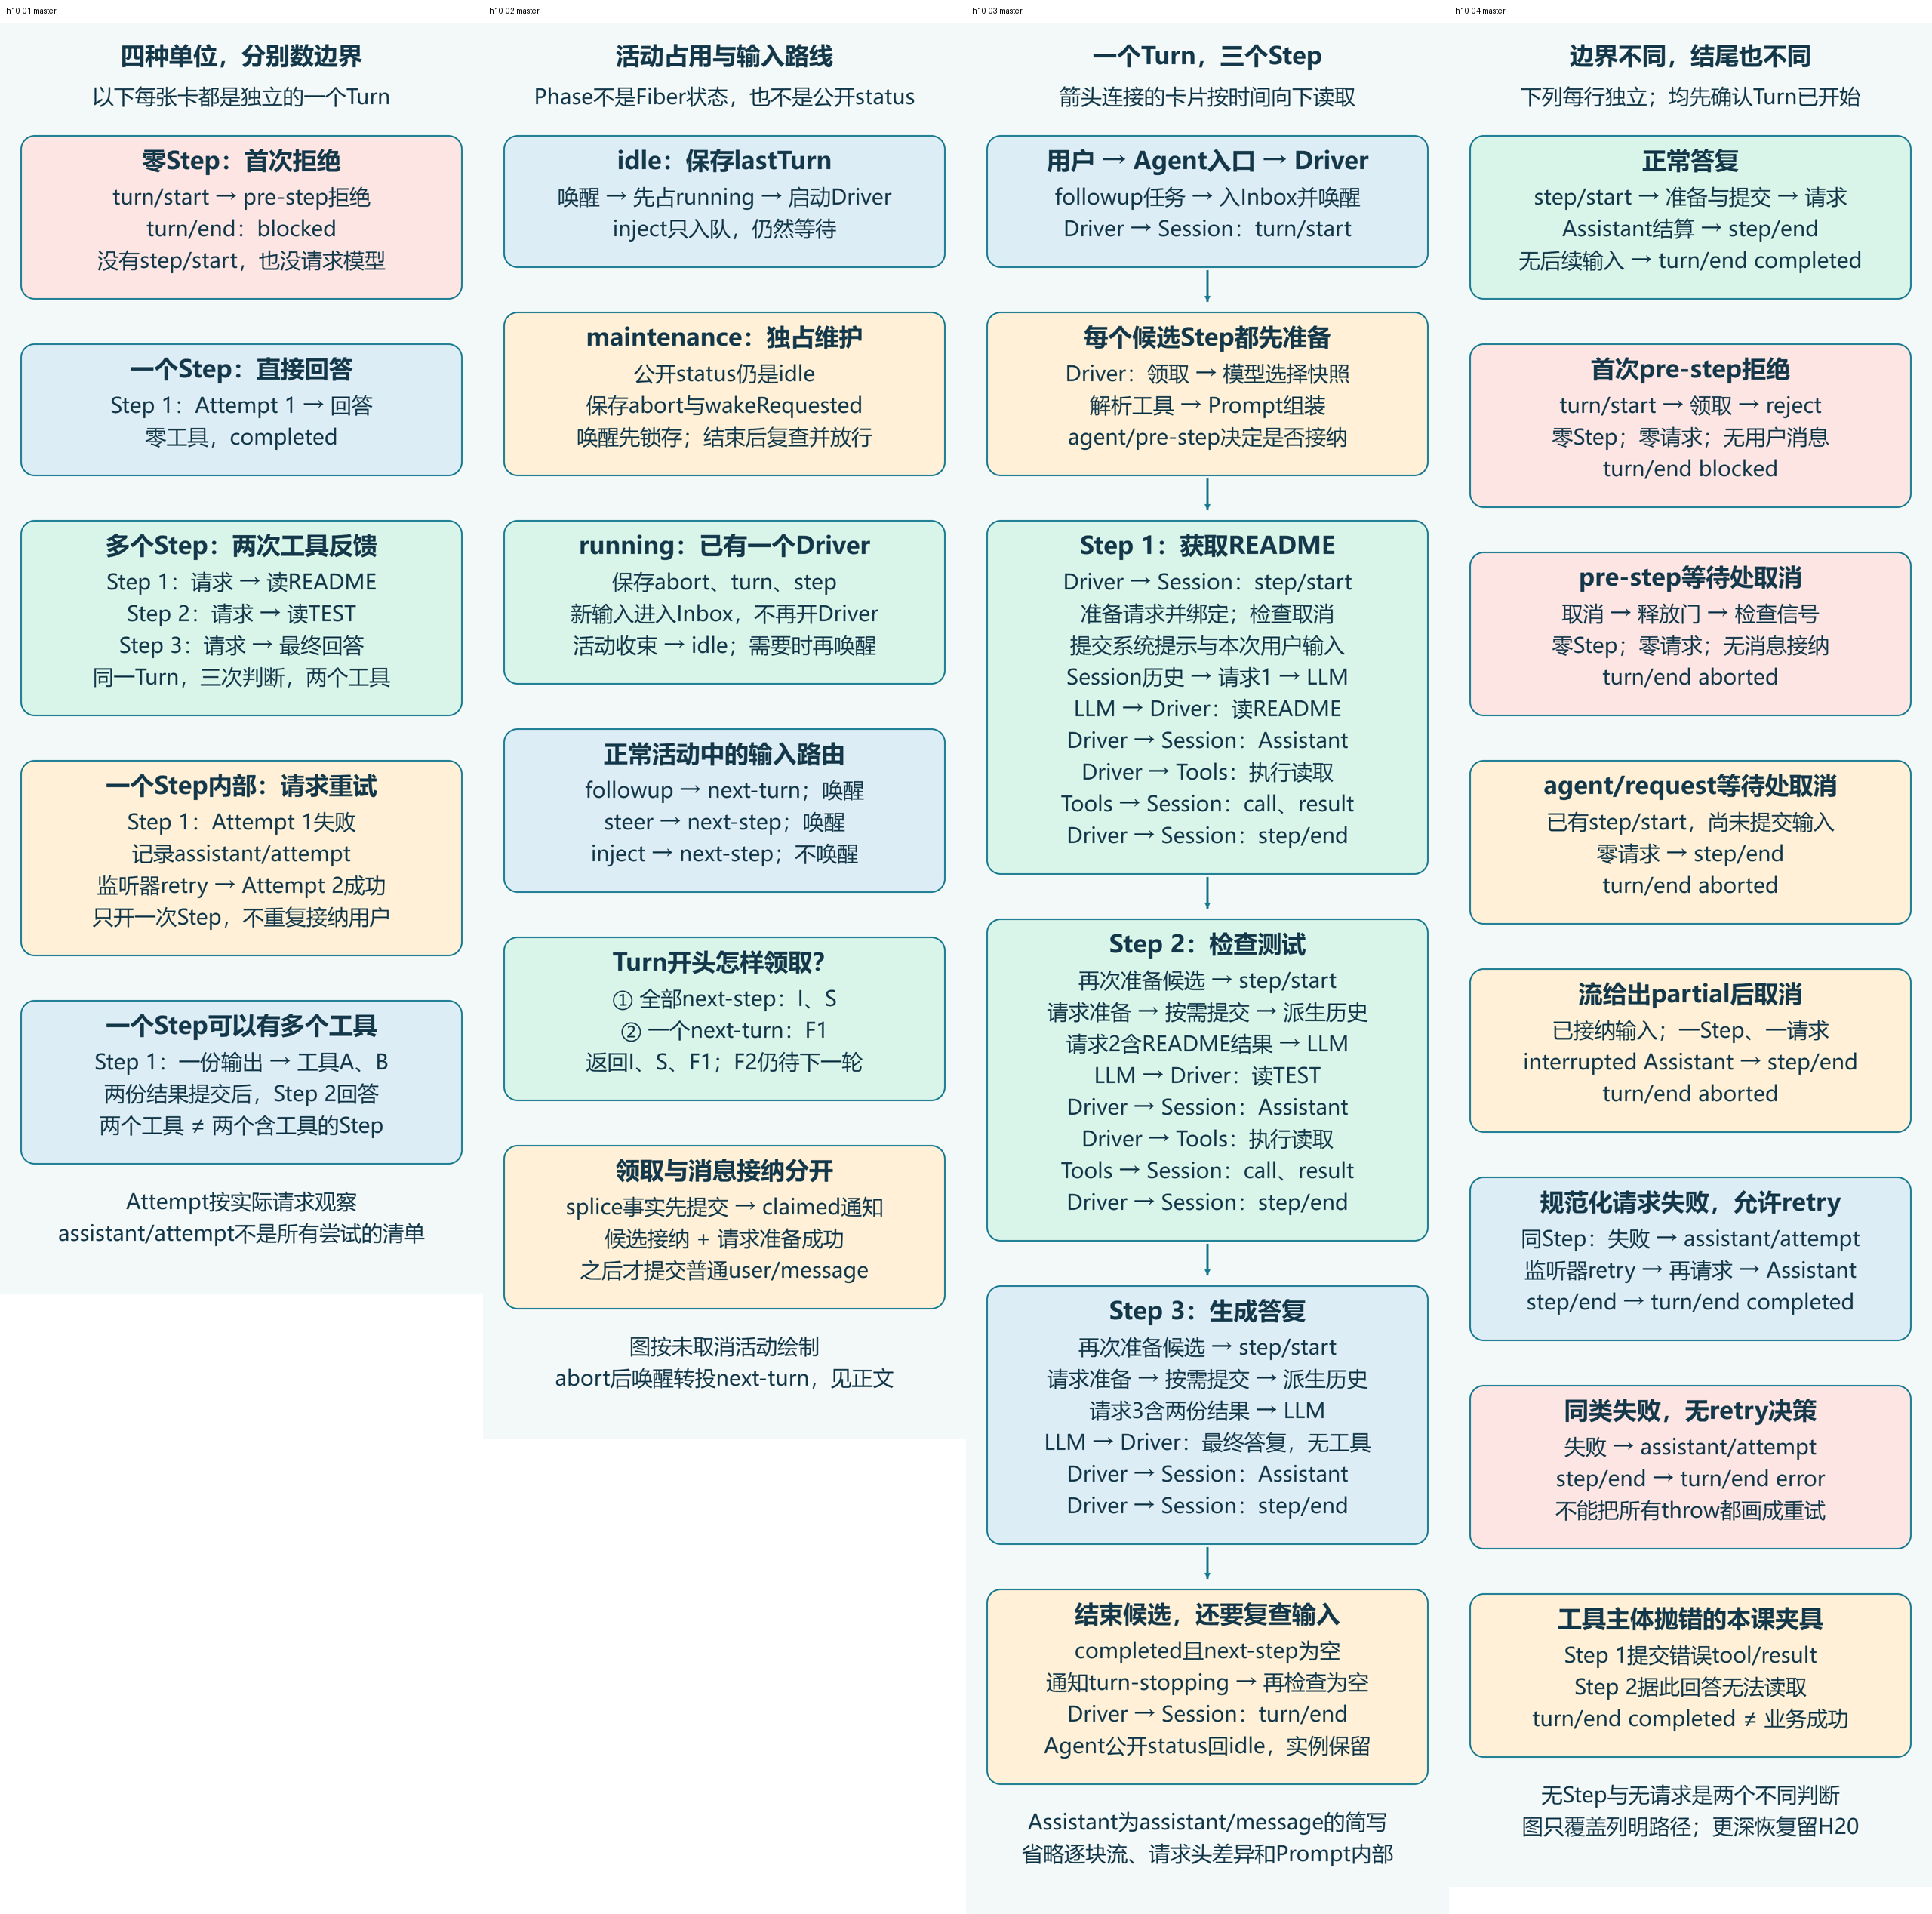 h10-01 master
四种单位，分别数边界
以下每张卡都是独立的一个Turn
零Step：首次拒绝
turn/start → pre-step拒绝
turn/end：blocked
没有step/start，也没请求模型
一个Step：直接回答
Step 1：Attempt 1 → 回答
零工具，completed
多个Step：两次工具反馈
Step 1：请求 → 读README
Step 2：请求 → 读TEST
Step 3：请求 → 最终回答
同一Turn，三次判断，两个工具
一个Step内部：请求重试
Step 1：Attempt 1失败
记录assistant/attempt
监听器retry → Attempt 2成功
只开一次Step，不重复接纳用户
一个Step可以有多个工具
Step 1：一份输出 → 工具A、B
两份结果提交后，Step 2回答
两个工具 ≠ 两个含工具的Step
Attempt按实际请求观察
assistant/attempt不是所有尝试的清单
h10-02 master
活动占用与输入路线
Phase不是Fiber状态，也不是公开status
idle：保存lastTurn
唤醒 → 先占running → 启动Driver
inject只入队，仍然等待
maintenance：独占维护
公开status仍是idle
保存abort与wakeRequested
唤醒先锁存；结束后复查并放行
running：已有一个Driver
保存abort、turn、step
新输入进入Inbox，不再开Driver
活动收束 → idle；需要时再唤醒
正常活动中的输入路由
followup → next-turn；唤醒
steer → next-step；唤醒
inject → next-step；不唤醒
Turn开头怎样领取？
① 全部next-step：I、S
② 一个next-turn：F1
返回I、S、F1；F2仍待下一轮
领取与消息接纳分开
splice事实先提交 → claimed通知
候选接纳 + 请求准备成功
之后才提交普通user/message
图按未取消活动绘制
abort后唤醒转投next-turn，见正文
h10-03 master
一个Turn，三个Step
箭头连接的卡片按时间向下读取
用户 → Agent入口 → Driver
followup任务 → 入Inbox并唤醒
Driver → Session：turn/start
每个候选Step都先准备
Driver：领取 → 模型选择快照
解析工具 → Prompt组装
agent/pre-step决定是否接纳
Step 1：获取README
Driver → Session：step/start
准备请求并绑定；检查取消
提交系统提示与本次用户输入
Session历史 → 请求1 → LLM
LLM → Driver：读README
Driver → Session：Assistant
Driver → Tools：执行读取
Tools → Session：call、result
Driver → Session：step/end
Step 2：检查测试
再次准备候选 → step/start
请求准备 → 按需提交 → 派生历史
请求2含README结果 → LLM
LLM → Driver：读TEST
Driver → Session：Assistant
Driver → Tools：执行读取
Tools → Session：call、result
Driver → Session：step/end
Step 3：生成答复
再次准备候选 → step/start
请求准备 → 按需提交 → 派生历史
请求3含两份结果 → LLM
LLM → Driver：最终答复，无工具
Driver → Session：Assistant
Driver → Session：step/end
结束候选，还要复查输入
completed且next-step为空
通知turn-stopping → 再检查为空
Driver → Session：turn/end
Agent公开status回idle，实例保留
Assistant为assistant/message的简写
省略逐块流、请求头差异和Prompt内部
h10-04 master
边界不同，结尾也不同
下列每行独立；均先确认Turn已开始
正常答复
step/start → 准备与提交 → 请求
Assistant结算 → step/end
无后续输入 → turn/end completed
首次pre-step拒绝
turn/start → 领取 → reject
零Step；零请求；无用户消息
turn/end blocked
pre-step等待处取消
取消 → 释放门 → 检查信号
零Step；零请求；无消息接纳
turn/end aborted
agent/request等待处取消
已有step/start，尚未提交输入
零请求 → step/end
turn/end aborted
流给出partial后取消
已接纳输入；一Step、一请求
interrupted Assistant → step/end
turn/end aborted
规范化请求失败，允许retry
同Step：失败 → assistant/attempt
监听器retry → 再请求 → Assistant
step/end → turn/end completed
同类失败，无retry决策
失败 → assistant/attempt
step/end → turn/end error
不能把所有throw都画成重试
工具主体抛错的本课夹具
Step 1提交错误tool/result
Step 2据此回答无法读取
turn/end completed ≠ 业务成功
无Step与无请求是两个不同判断
图只覆盖列明路径；更深恢复留H20